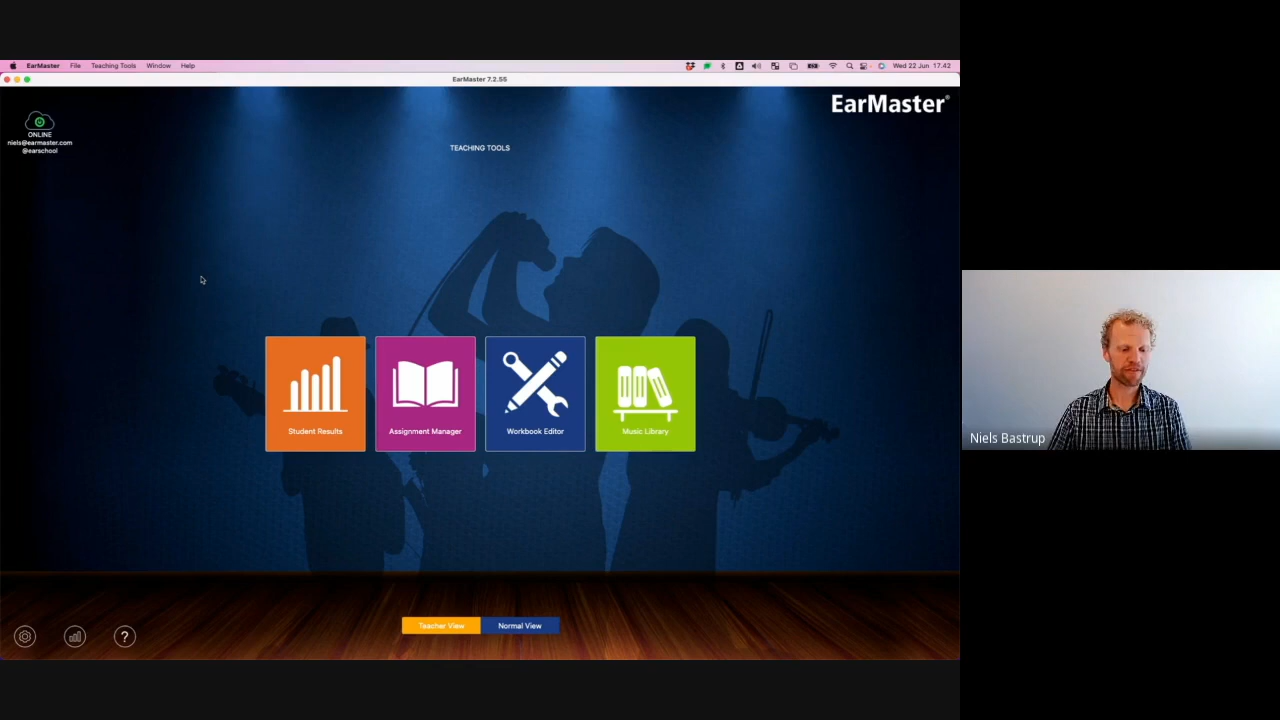 EarMaster File Teaching Tools Window Help Wed 22 Jun 17.42
EarMaster 7.2.55
EarMaster®
ONLINE
niels@earmaster.com
@earschool
TEACHING TOOLS
Student Results
Assignment Manager
Workbook Editor
Music Library
Niels Bastrup
Teacher View
Normal View
?